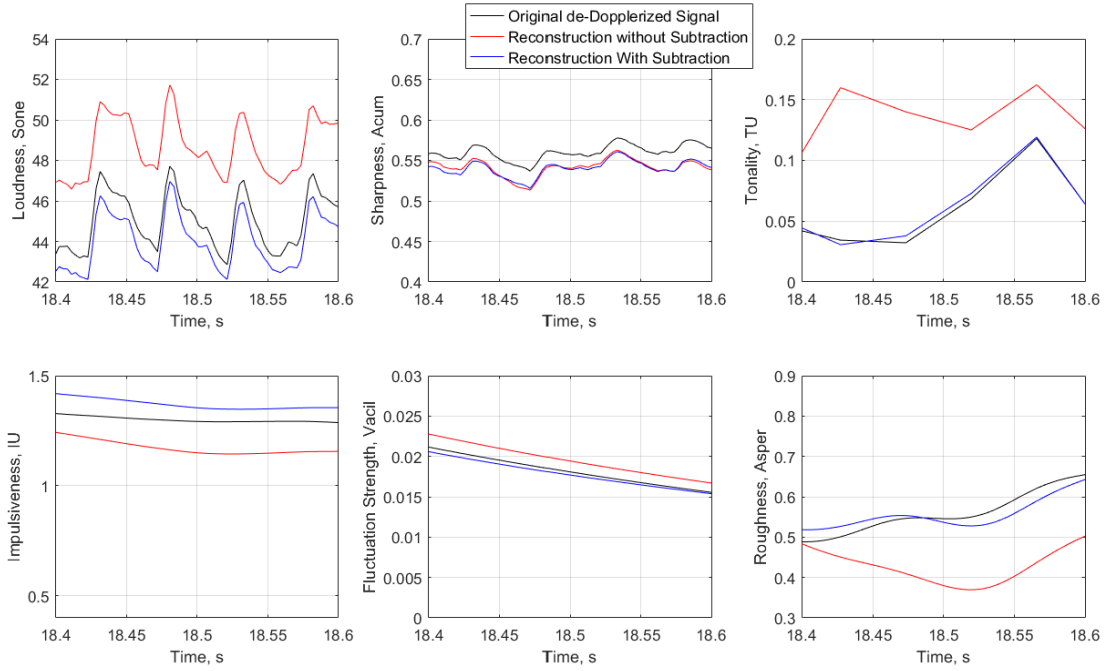 Original de-Dopplerized Signal
Reconstruction without Subtraction
Reconstruction With Subtraction
54
52
50
48
46
44
42
Loudness, Sone
18.4 18.45 18.5 18.55 18.6
Time, s
0.7
0.65
0.6
0.55
0.5
0.45
0.4
Sharpness, Acum
18.4 18.45 18.5 18.55 18.6
Time, s
0.2
0.15
0.1
0.05
0
Tonality, TU
18.4 18.45 18.5 18.55 18.6
Time, s
1.5
1
0.5
Impulsiveness, IU
18.4 18.45 18.5 18.55 18.6
Time, s
0.03
0.025
0.02
0.015
0.01
0.005
0
Fluctuation Strength, Vacil
18.4 18.45 18.5 18.55 18.6
Time, s
0.9
0.8
0.7
0.6
0.5
0.4
0.3
Roughness, Asper
18.4 18.45 18.5 18.55 18.6
Time, s